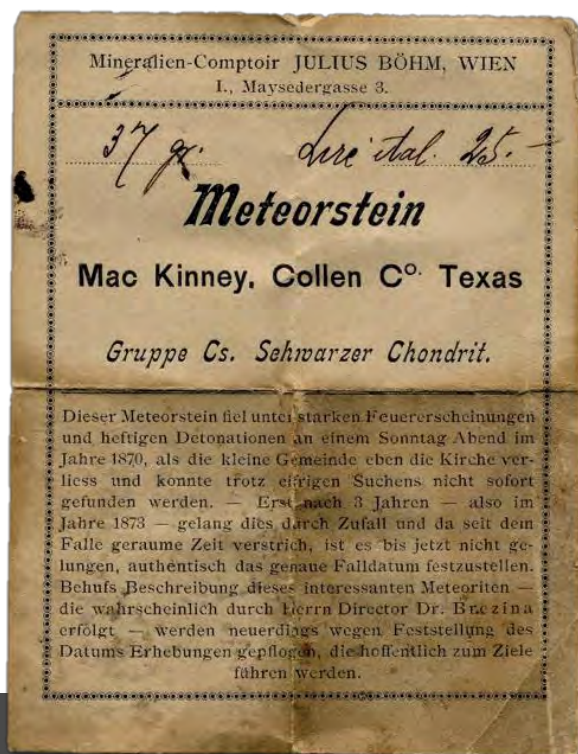 Mineralien-Comptoir JULIUS BÖHM, WIEN
I., Maysedergasse 3.
37 gr. Lire ital. 25.–
Meteorstein
Mac Kinney, Collen Co. Texas
Gruppe Cs. Sehwarzer Chondrit.
Dieser Meteorstein fiel unter starken Feuererscheinungen
und heftigen Detonationen an einem Sonntag Abend im
Jahre 1870, als die kleine Gemeinde eben die Kirche ver-
liess und konnte trotz eifrigen Suchens nicht sofort
gefunden werden. — Erst nach 3 Jahren — also im
Jahre 1873 — gelang dies durch Zufall und da seit dem
Falle geraume Zeit verstrich, ist es bis jetzt nicht ge-
lungen, authentisch das genaue Falldatum festzustellen.
Behufs Beschreibung dieses interessanten Meteoriten —
die wahrscheinlich durch Herrn Director Dr. Brezina
erfolgt — werden neuerdings wegen Feststellung des
Datums Erhebungen gepflogen, die hoffentlich zum Ziele
führen werden.